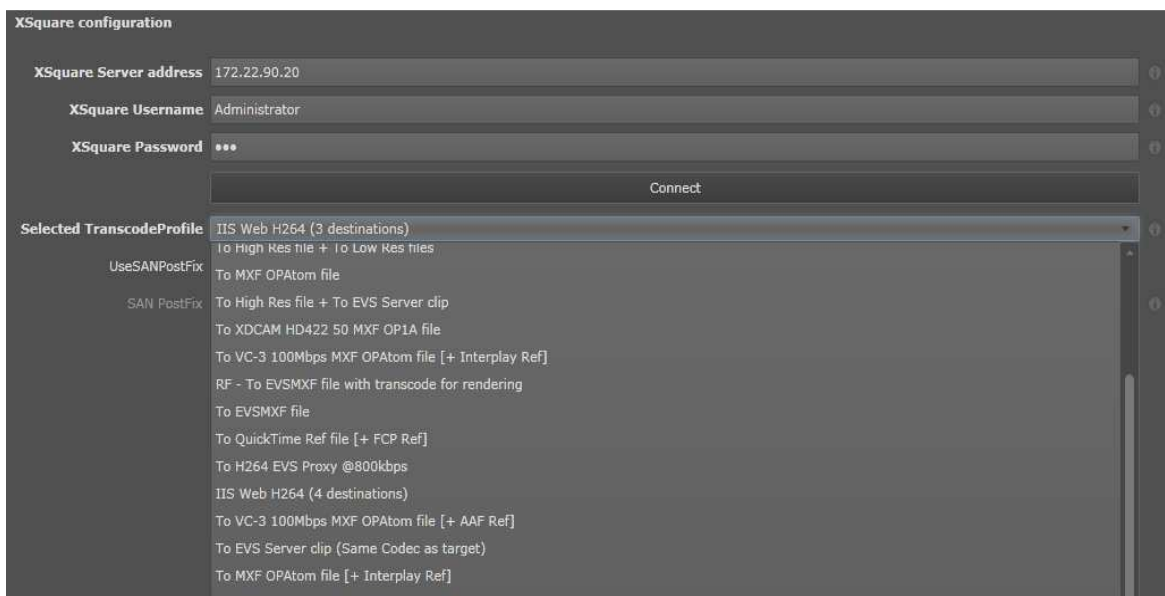 XSquare configuration
XSquare Server address 172.22.90.20
XSquare Username Administrator
XSquare Password •••
Connect
Selected TranscodeProfile IIS Web H264 (3 destinations)
To High Res file + To Low Res files
UseSANPostFix
To MXF OPAtom file
SAN PostFix To High Res file + To EVS Server clip
To XDCAM HD422 50 MXF OP1A file
To VC-3 100Mbps MXF OPAtom file [+ Interplay Ref]
RF - To EVSMXF file with transcode for rendering
To EVSMXF file
To QuickTime Ref file [+ FCP Ref]
To H264 EVS Proxy @800kbps
IIS Web H264 (4 destinations)
To VC-3 100Mbps MXF OPAtom file [+ AAF Ref]
To EVS Server clip (Same Codec as target)
To MXF OPAtom file [+ Interplay Ref]